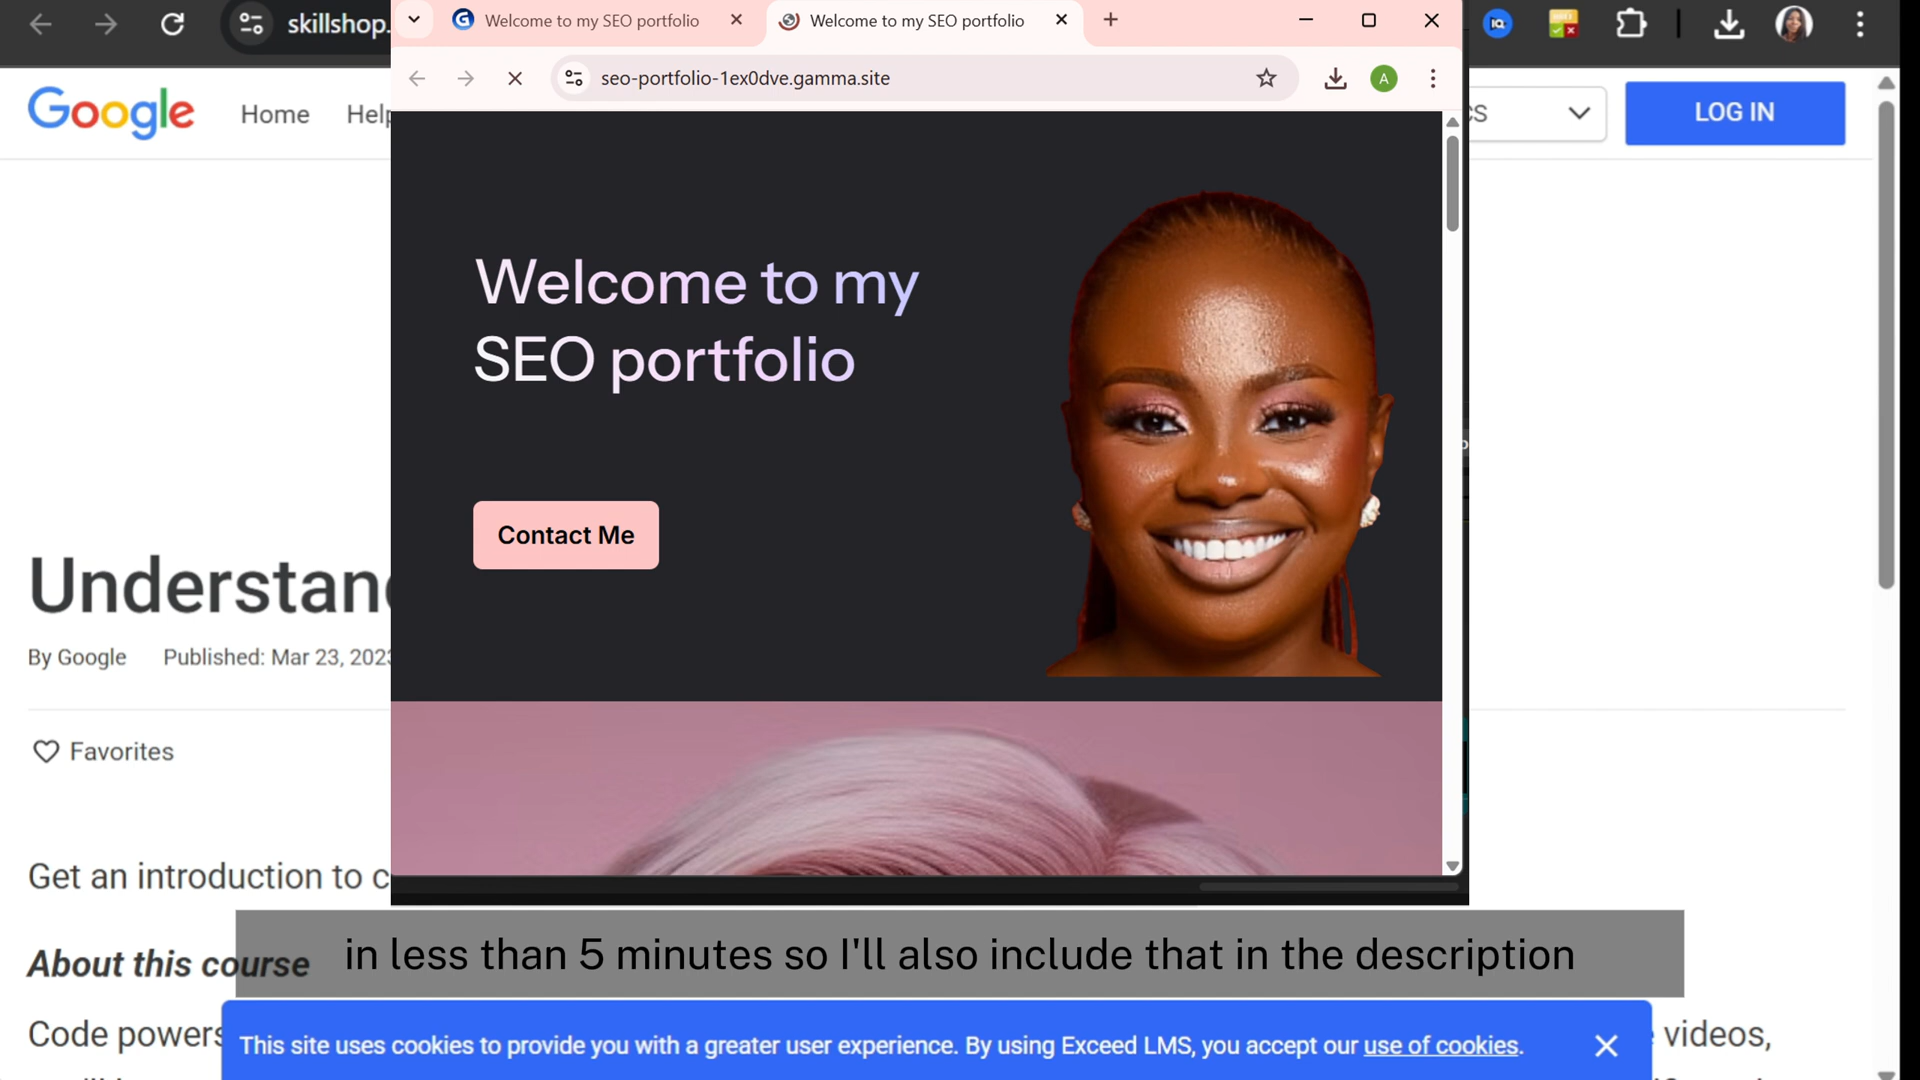 skillshop.
Welcome to my SEO portfolio
Welcome to my SEO portfolio
seo-portfolio-1ex0dve.gamma.site
A
Google
Home
Help
CS
LOG IN
Welcome to my
SEO portfolio
Contact Me
Understand
By Google
Published: Mar 23, 2023
Favorites
Get an introduction to c
About this course
in less than 5 minutes so I'll also include that in the description
Code powers
videos,
This site uses cookies to provide you with a greater user experience. By using Exceed LMS, you accept our use of cookies.